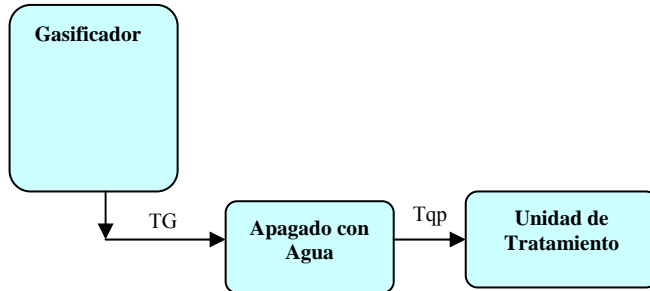 Gasificador
TG
Apagado con
Agua
Tqp
Unidad de
Tratamiento